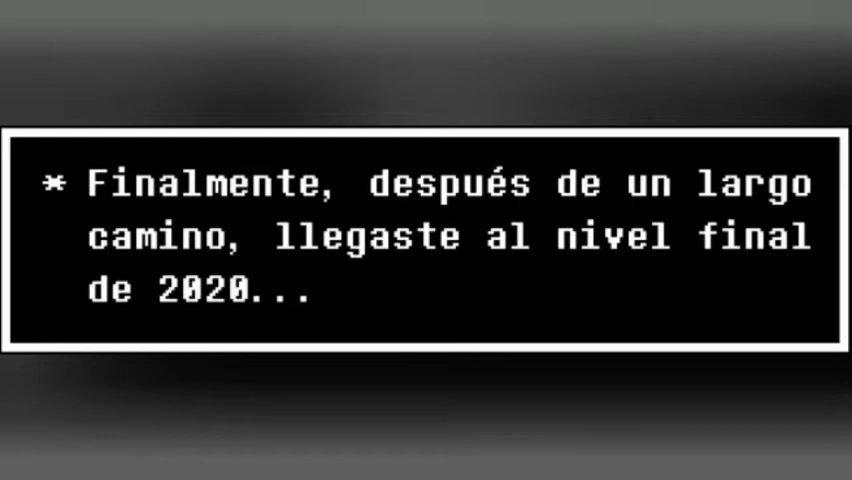 * Finalmente, después de un largo
camino, llegaste al nivel final
de 2020...